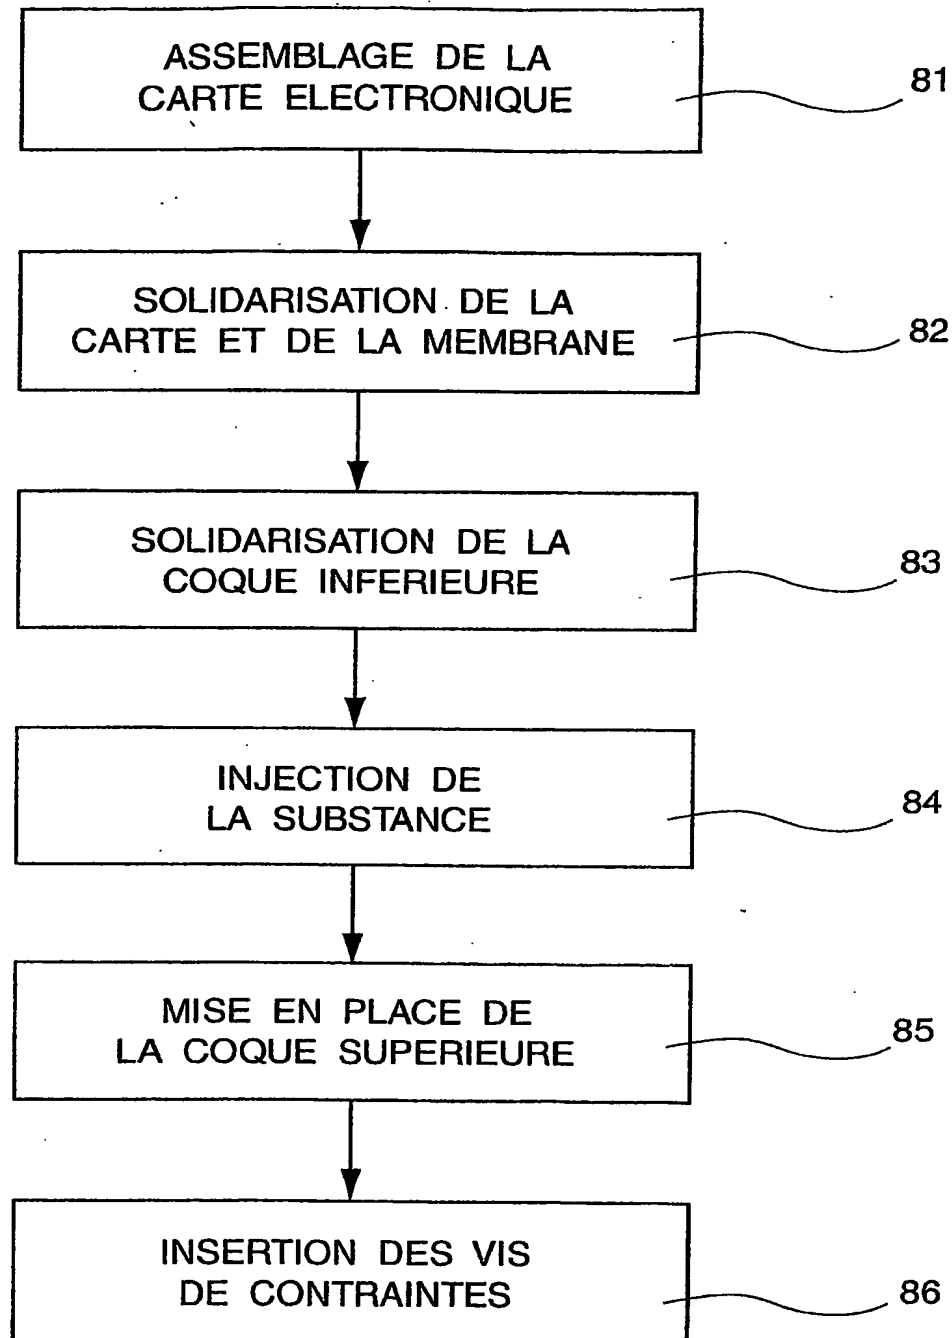 ASSEMBLAGE DE LA
CARTE ELECTRONIQUE
81
SOLIDARISATION DE LA
CARTE ET DE LA MEMBRANE
82
SOLIDARISATION DE LA
COQUE INFERIEURE
83
INJECTION DE
LA SUBSTANCE
84
MISE EN PLACE DE
LA COQUE SUPERIEURE
85
INSERTION DES VIS
DE CONTRAINTES
86